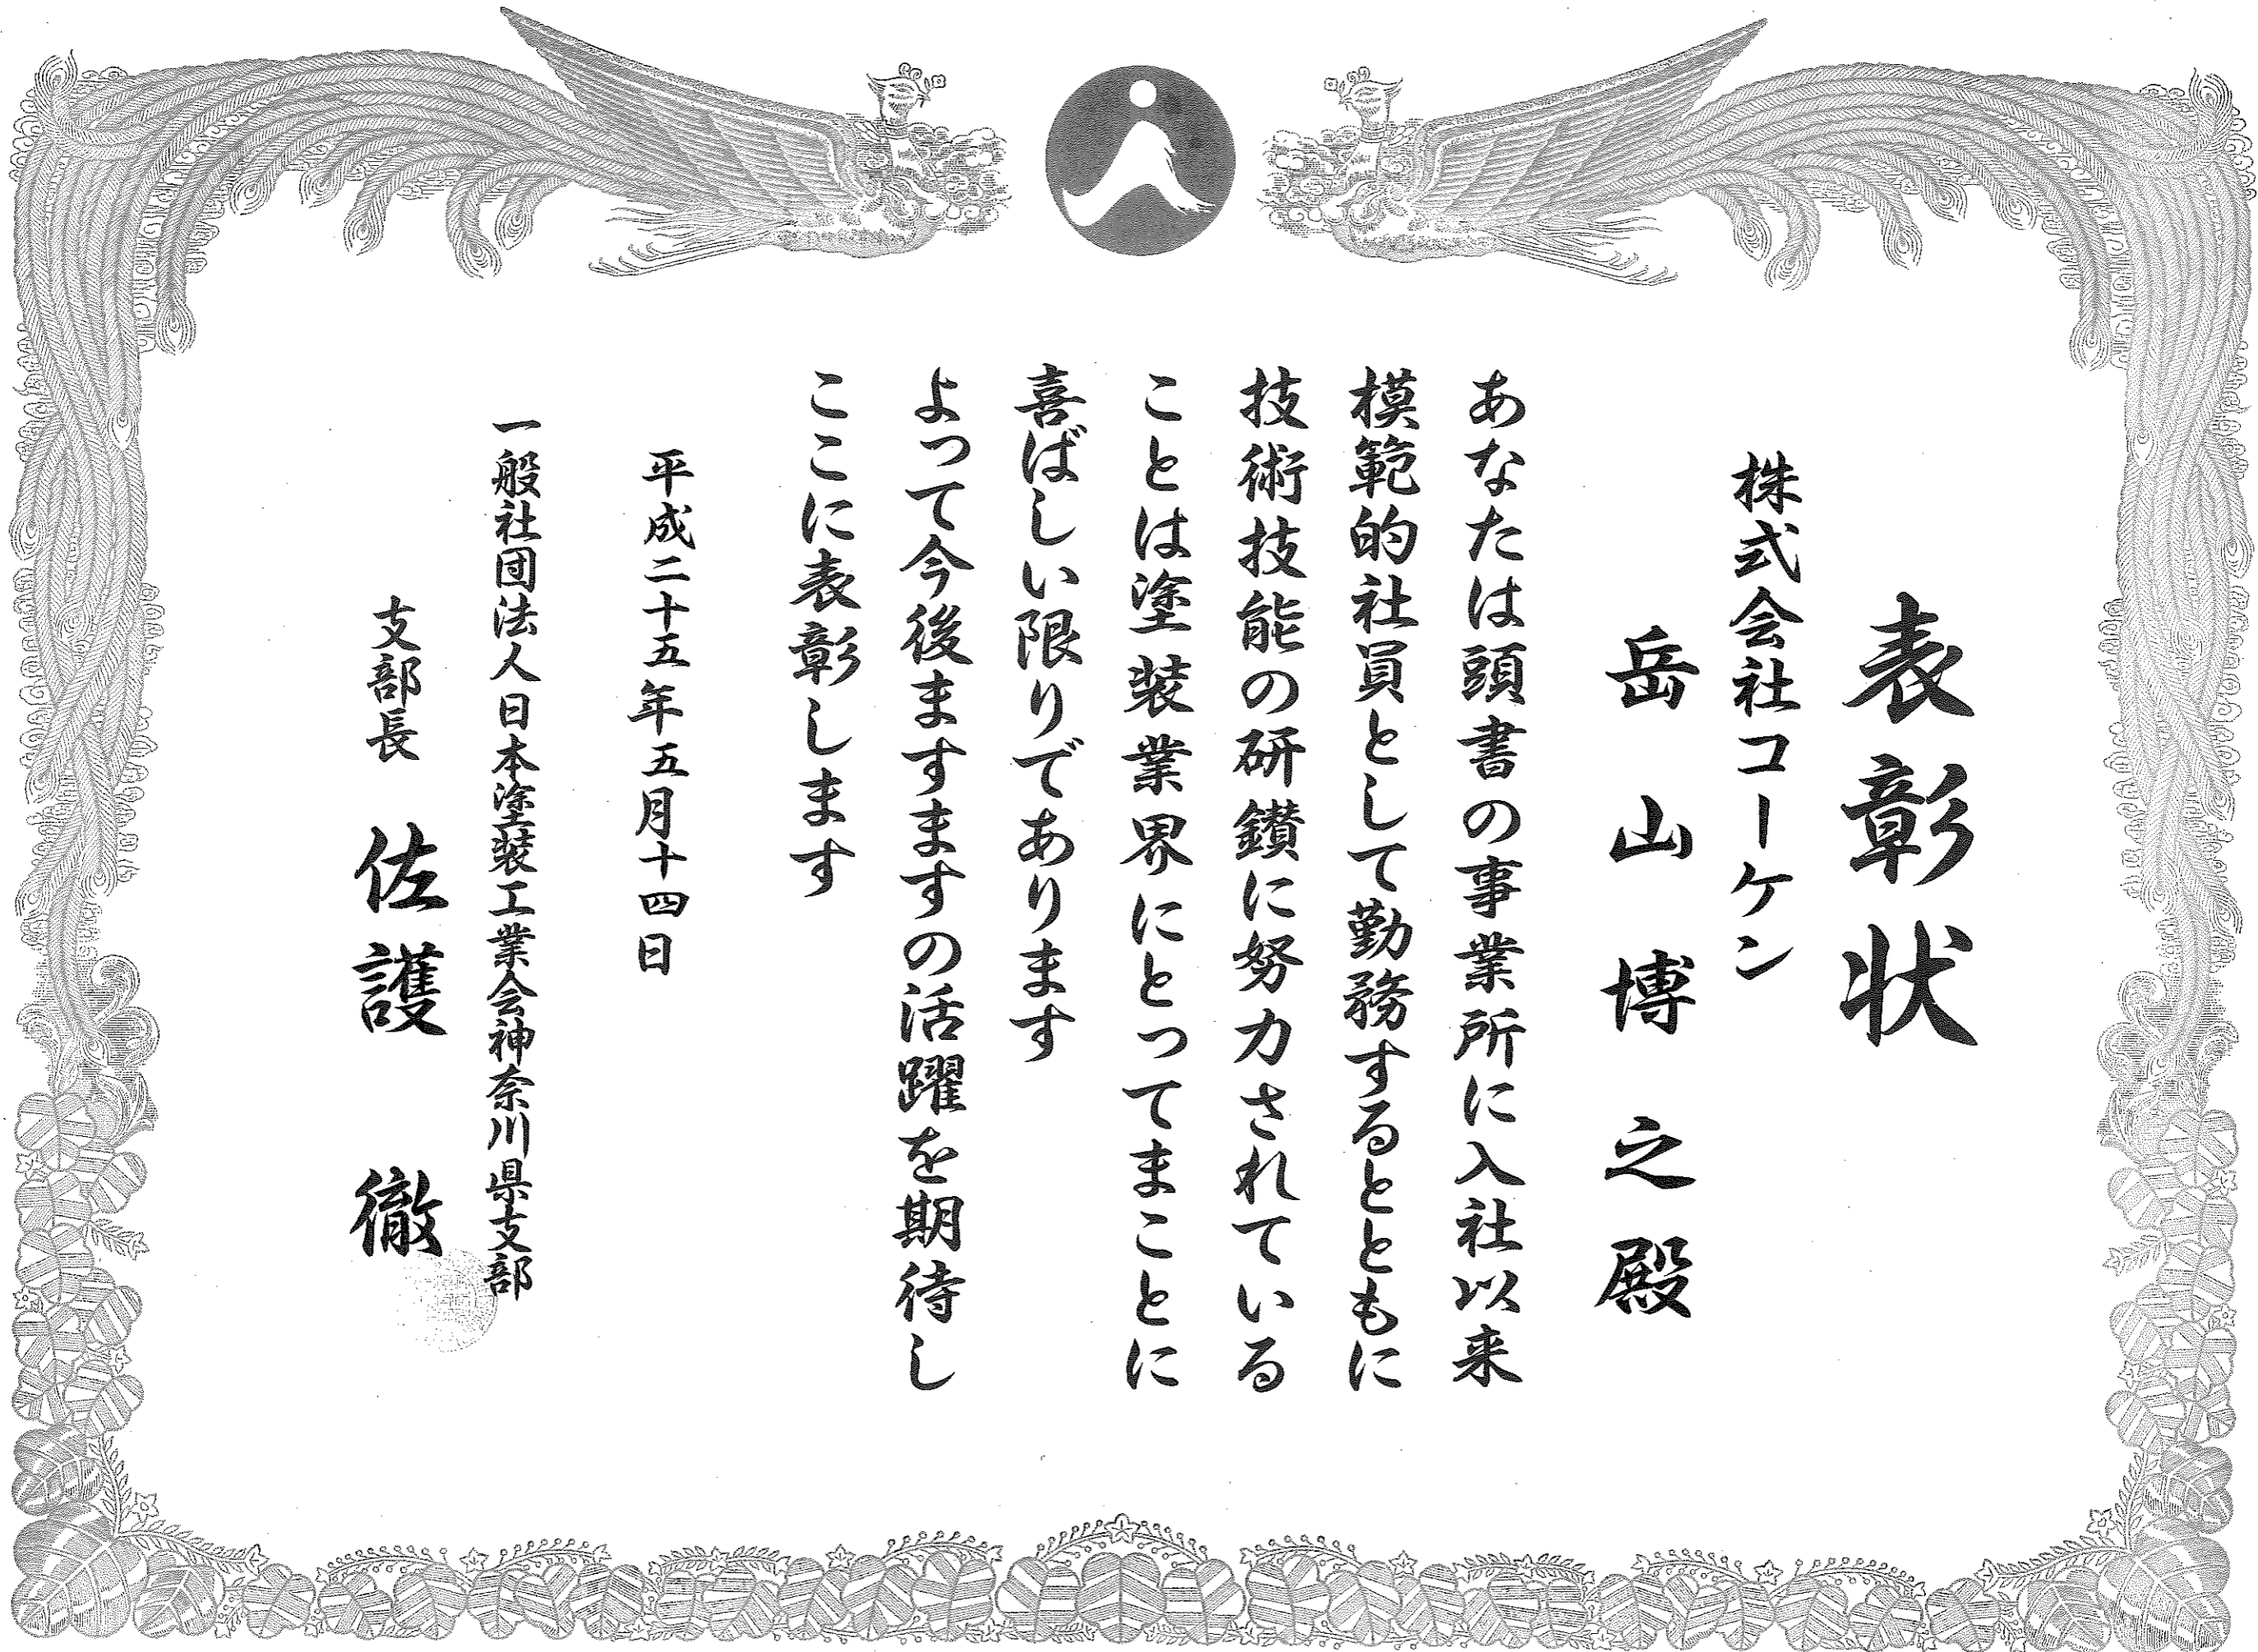 表彰状
株式会社コーケン
岳山博之殿
あなたは頭書の事業所に入社以来
模範的社員として勤務するとともに
技術技能の研鑚に努力されている
ことは塗装業界にとってまことに
喜ばしい限りであります
よって今後ますますの活躍を期待し
ここに表彰します
平成二十五年五月十四日
一般社団法人日本塗装工業会神奈川県支部
支部長 佐護 徹